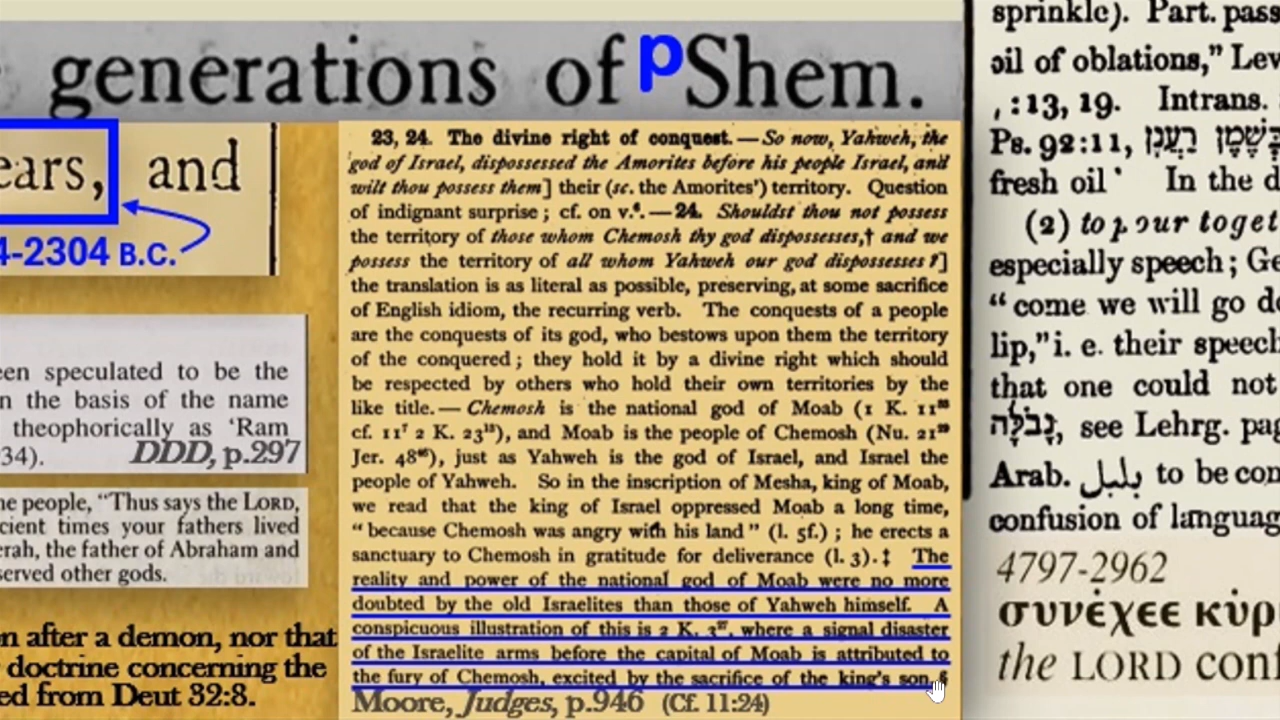 generations of pShem.
ears, and
4-2304 B.C.
een speculated to be the
n the basis of the name
theophorically as ‘Ram
34). DDD, p.297
he people, “Thus says the LORD,
cient times your fathers lived
erah, the father of Abraham and
served other gods.
n after a demon, nor that
doctrine concerning the
ed from Deut 32:8.
23, 24. The divine right of conquest.—So now, Yahweh, the
god of Israel, dispossessed the Amorites before his people Israel, and
wilt thou possess them] their (sc. the Amorites’) territory. Question
of indignant surprise; cf. on v.⁸.—24. Shouldst thou not possess
the territory of those whom Chemosh thy god dispossesses,† and we
possess the territory of all whom Yahweh our god dispossesses?]
the translation is as literal as possible, preserving, at some sacrifice
of English idiom, the recurring verb. The conquests of a people
are the conquests of its god, who bestows upon them the territory
of the conquered; they hold it by a divine right which should
be respected by others who hold their own territories by the
like title.—Chemosh is the national god of Moab (1 K. 11³³
cf. 11⁷ 2 K. 23¹³), and Moab is the people of Chemosh (Nu. 21²⁹
Jer. 48⁴⁶), just as Yahweh is the god of Israel, and Israel the
people of Yahweh. So in the inscription of Mesha, king of Moab,
we read that the king of Israel oppressed Moab a long time,
“because Chemosh was angry with his land” (l. 5f.); he erects a
sanctuary to Chemosh in gratitude for deliverance (l. 3).‡ The
reality and power of the national god of Moab were no more
doubted by the old Israelites than those of Yahweh himself. A
conspicuous illustration of this is 2 K. 3²⁷, where a signal disaster
of the Israelite arms before the capital of Moab is attributed to
the fury of Chemosh, excited by the sacrifice of the king’s son.§
Moore, Judges, p.946 (Cf. 11:24)
sprinkle). Part. pass
oil of oblations,” Lev
, :13, 19. Intrans.
Ps. 92:11,
fresh oil In the d
(2) to pour toget
especially speech; Ge
“come we will go do
lip,” i. e. their speech
that one could not
see Lehrg. pag
Arab. بلبل to be con
confusion of languag
4797-2962
συνέχεε κύρ
the LORD conf